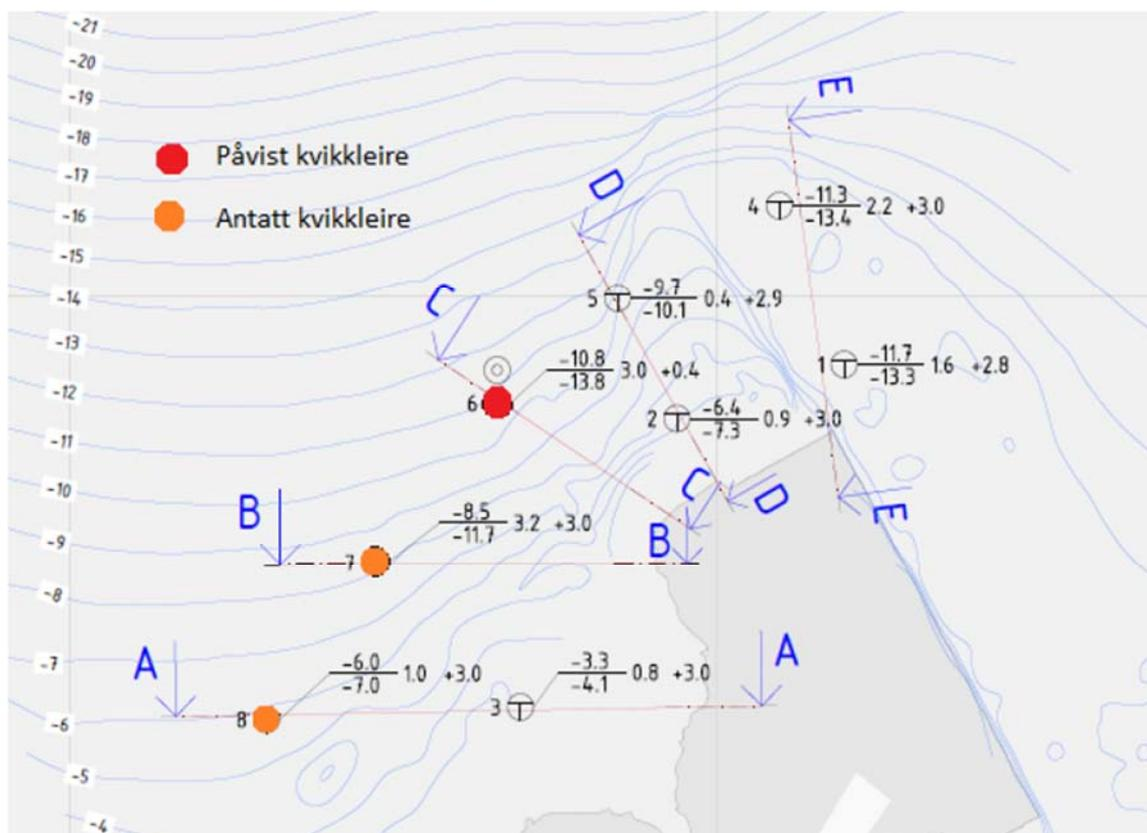 -21
-20
-19
-18
-17
-16
-15
-14
-13
-12
-11
-10
-9
-8
-7
-6
-5
-4
Påvist kvikkleire
Antatt kvikkleire
E
D
4 -11.3 2.2 +3.0
-13.4
C
5 -9.7 0.4 +2.9
-10.1
6 -10.8 3.0 +0.4
-13.8
1 -11.7 1.6 +2.8
-13.3
2 -6.4 0.9 +3.0
-7.3
C
D
E
B
7 -8.5 3.2 +3.0
-11.7
B
A
8 -6.0 1.0 +3.0
-7.0
3 -3.3 0.8 +3.0
-4.1
A